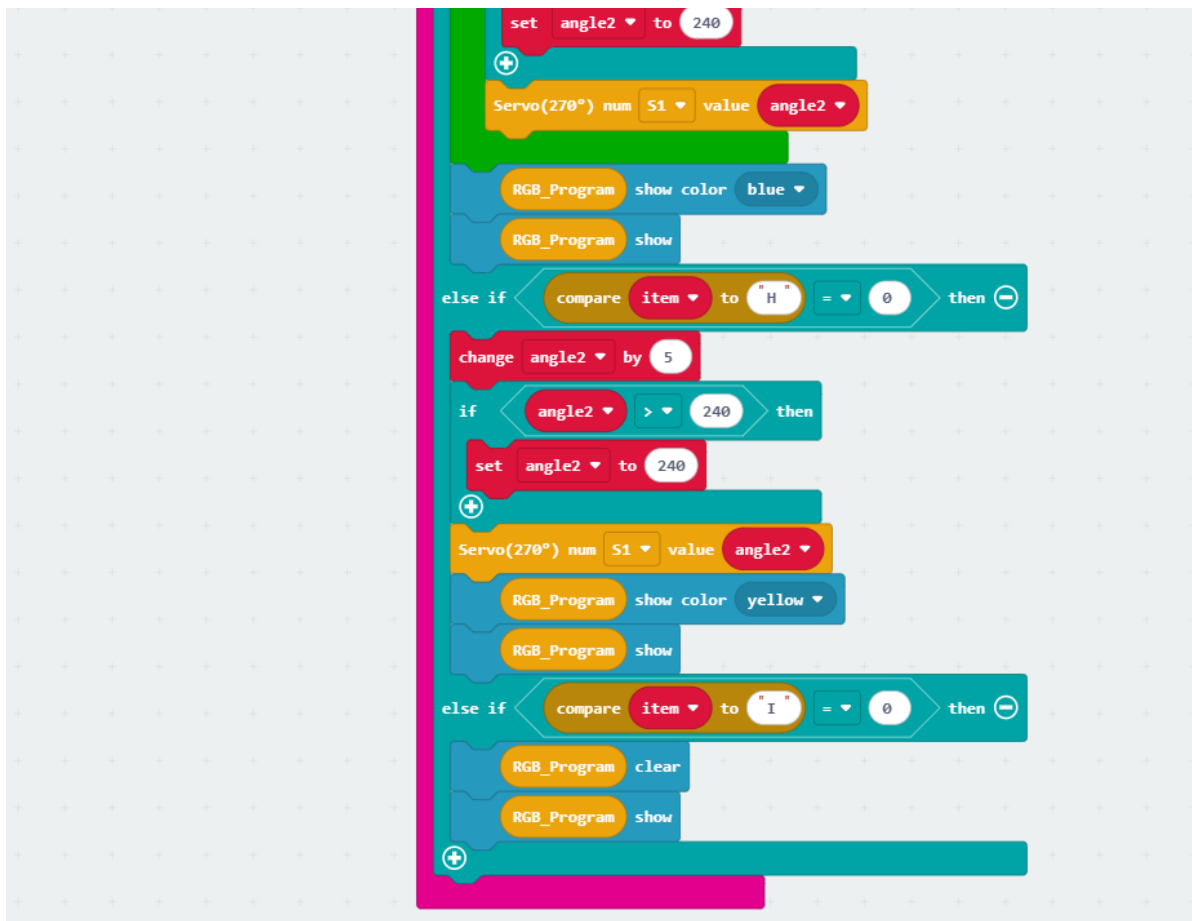 set angle2 to 240
Servo(270°) num S1 value angle2
RGB_Program show color blue
RGB_Program show
else if compare item to "H" = 0 then
change angle2 by 5
if angle2 > 240 then
set angle2 to 240
Servo(270°) num S1 value angle2
RGB_Program show color yellow
RGB_Program show
else if compare item to "I" = 0 then
RGB_Program clear
RGB_Program show